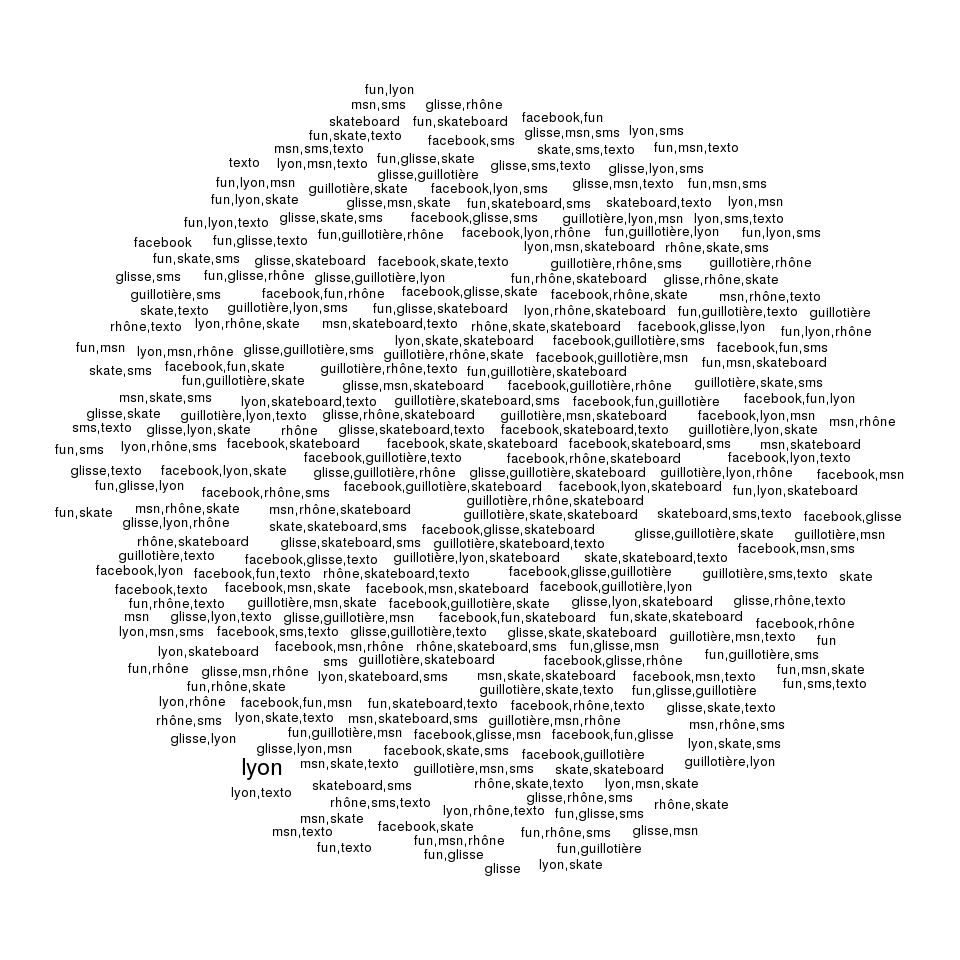 fun,lyon
msn,sms glisse,rhône
skateboard fun,skateboard facebook,fun
fun,skate,texto facebook,sms glisse,msn,sms lyon,sms
msn,sms,texto skate,sms,texto fun,msn,texto
texto lyon,msn,texto fun,glisse,skate glisse,sms,texto glisse,lyon,sms
glisse,guillotière
fun,lyon,msn guillotière,skate facebook,lyon,sms glisse,msn,texto fun,msn,sms
fun,lyon,skate glisse,msn,skate fun,skateboard,sms skateboard,texto lyon,msn
fun,lyon,texto glisse,skate,sms facebook,glisse,sms guillotière,lyon,msn lyon,sms,texto
facebook fun,glisse,texto fun,guillotière,rhône facebook,lyon,rhône fun,guillotière,lyon fun,lyon,sms
lyon,msn,skateboard rhône,skate,sms
fun,skate,sms glisse,skateboard facebook,skate,texto guillotière,rhône,sms guillotière,rhône
glisse,sms fun,glisse,rhône glisse,guillotière,lyon fun,rhône,skateboard glisse,rhône,skate
guillotière,sms facebook,fun,rhône facebook,glisse,skate facebook,rhône,skate msn,rhône,texto
skate,texto guillotière,lyon,sms fun,glisse,skateboard lyon,rhône,skateboard fun,guillotière,texto guillotière
rhône,texto lyon,rhône,skate msn,skateboard,texto rhône,skate,skateboard facebook,glisse,lyon fun,lyon,rhône
lyon,skate,skateboard facebook,guillotière,sms
fun,msn lyon,msn,rhône glisse,guillotière,sms guillotière,rhône,skate facebook,guillotière,msn facebook,fun,sms
skate,sms facebook,fun,skate guillotière,rhône,texto fun,guillotière,skateboard fun,msn,skateboard
fun,guillotière,skate glisse,msn,skateboard facebook,guillotière,rhône guillotière,skate,sms
msn,skate,sms lyon,skateboard,texto guillotière,skateboard,sms facebook,fun,guillotière facebook,fun,lyon
glisse,skate guillotière,lyon,texto glisse,rhône,skateboard guillotière,msn,skateboard facebook,lyon,msn msn,rhône
sms,texto glisse,lyon,skate rhône glisse,skateboard,texto facebook,skateboard,texto guillotière,lyon,skate
fun,sms lyon,rhône,sms facebook,skateboard facebook,skate,skateboard facebook,skateboard,sms msn,skateboard
facebook,guillotière,texto facebook,rhône,skateboard facebook,lyon,texto
glisse,texto facebook,lyon,skate glisse,guillotière,rhône glisse,guillotière,skateboard guillotière,lyon,rhône facebook,msn
fun,glisse,lyon facebook,rhône,sms facebook,guillotière,skateboard facebook,lyon,skateboard fun,lyon,skateboard
guillotière,rhône,skateboard
fun,skate msn,rhône,skate msn,rhône,skateboard guillotière,skate,skateboard skateboard,sms,texto facebook,glisse
glisse,lyon,rhône skate,skateboard,sms facebook,glisse,skateboard glisse,guillotière,skate guillotière,msn
rhône,skateboard glisse,skateboard,sms guillotière,skateboard,texto facebook,msn,sms
guillotière,texto facebook,glisse,texto guillotière,lyon,skateboard skate,skateboard,texto
facebook,lyon facebook,fun,texto rhône,skateboard,texto facebook,glisse,guillotière guillotière,sms,texto skate
facebook,texto facebook,msn,skate facebook,msn,skateboard facebook,guillotière,lyon
fun,rhône,texto guillotière,msn,skate facebook,guillotière,skate glisse,lyon,skateboard glisse,rhône,texto
msn glisse,lyon,texto glisse,guillotière,msn facebook,fun,skateboard fun,skate,skateboard facebook,rhône
lyon,msn,sms facebook,sms,texto glisse,guillotière,texto glisse,skate,skateboard guillotière,msn,texto fun
lyon,skateboard facebook,msn,rhône rhône,skateboard,sms fun,glisse,msn fun,guillotière,sms
sms guillotière,skateboard facebook,glisse,rhône
fun,rhône glisse,msn,rhône lyon,skateboard,sms msn,skate,skateboard facebook,msn,texto fun,msn,skate
fun,rhône,skate guillotière,skate,texto fun,glisse,guillotière fun,sms,texto
lyon,rhône facebook,fun,msn fun,skateboard,texto facebook,rhône,texto glisse,skate,texto
rhône,sms lyon,skate,texto msn,skateboard,sms guillotière,msn,rhône msn,rhône,sms
glisse,lyon fun,guillotière,msn facebook,glisse,msn facebook,fun,glisse lyon,skate,sms
glisse,lyon,msn facebook,skate,sms facebook,guillotière
lyon msn,skate,texto guillotière,msn,sms skate,skateboard guillotière,lyon
lyon,texto skateboard,sms rhône,skate,texto lyon,msn,skate
rhône,sms,texto glisse,rhône,sms rhône,skate
msn,skate lyon,rhône,texto fun,glisse,sms
msn,texto facebook,skate fun,rhône,sms glisse,msn
fun,texto fun,msn,rhône fun,guillotière
fun,glisse
glisse lyon,skate